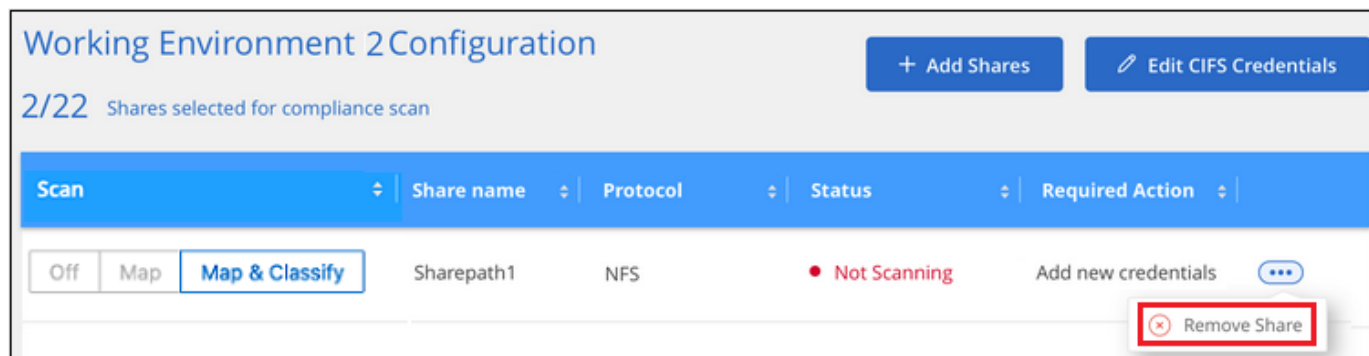 Working Environment 2 Configuration
+ Add Shares
Edit CIFS Credentials
2/22 Shares selected for compliance scan
Scan Share name Protocol Status Required Action
Off Map Map & Classify Sharepath1 NFS Not Scanning Add new credentials
Remove Share